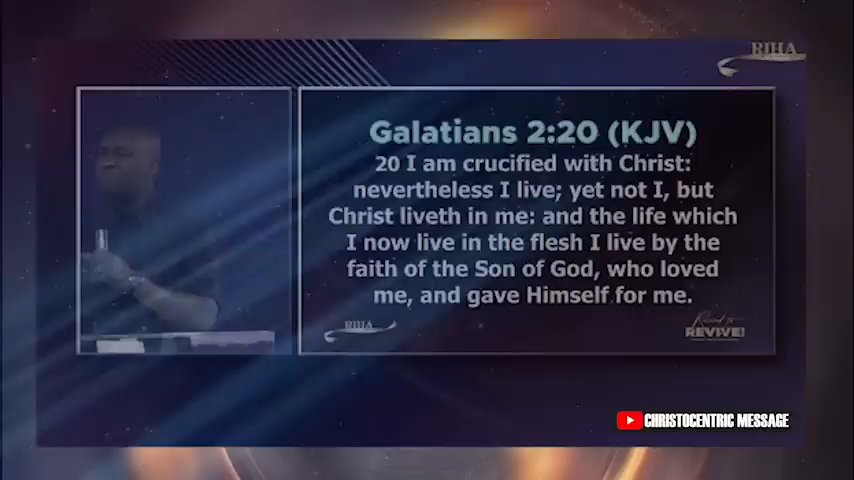 RIHA
Galatians 2:20 (KJV)
20 I am crucified with Christ:
nevertheless I live; yet not I, but
Christ liveth in me: and the life which
I now live in the flesh I live by the
faith of the Son of God, who loved
me, and gave Himself for me.
RIHA
REVIVE!
CHRISTOCENTRIC MESSAGE